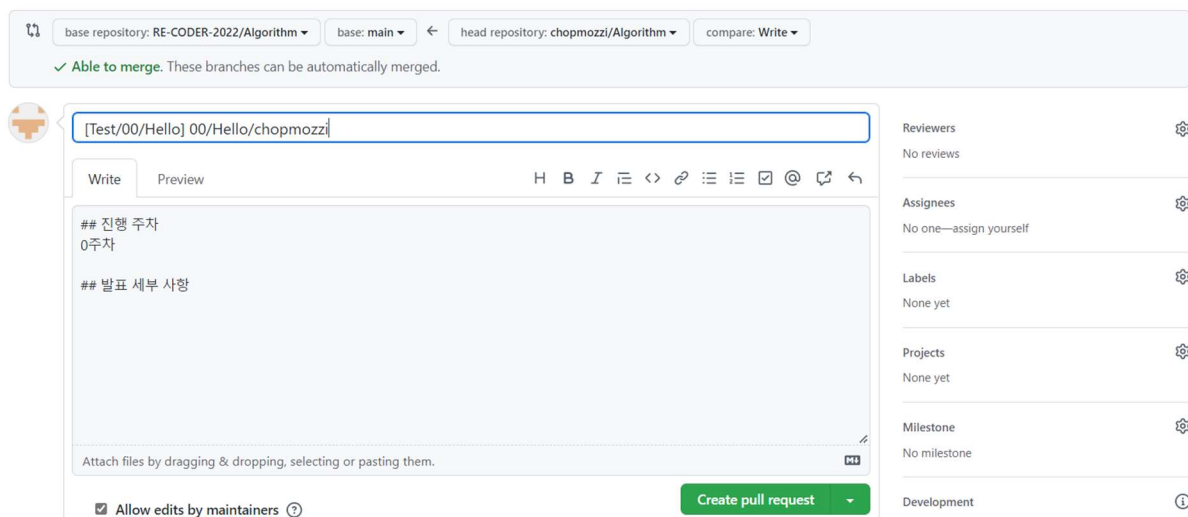 base repository: RE-CODER-2022/Algorithm base: main head repository: chopmozzi/Algorithm compare: Write
Able to merge. These branches can be automatically merged.
[Test/00/Hello] 00/Hello/chopmozzi
Write Preview
## 진행 주차
0주차
## 발표 세부 사항
Attach files by dragging & dropping, selecting or pasting them.
Allow edits by maintainers
Create pull request
Reviewers
No reviews
Assignees
No one—assign yourself
Labels
None yet
Projects
None yet
Milestone
No milestone
Development